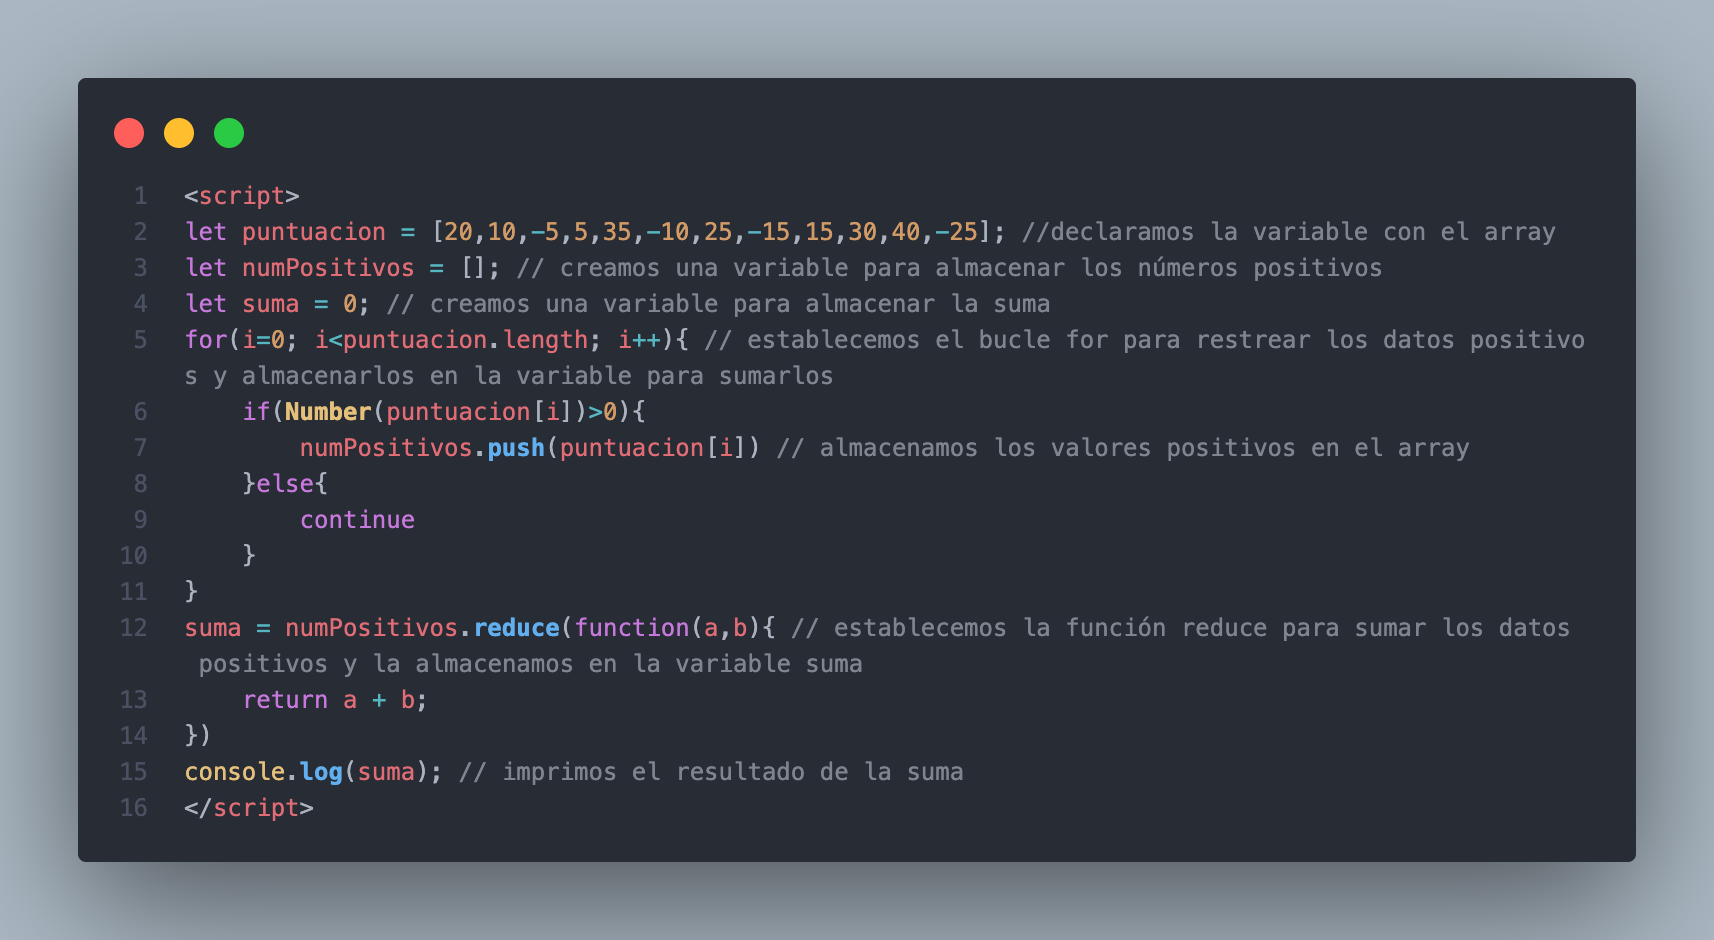 1 <script>
2 let puntuacion = [20,10,-5,5,35,-10,25,-15,15,30,40,-25]; //declaramos la variable con el array
3 let numPositivos = []; // creamos una variable para almacenar los números positivos
4 let suma = 0; // creamos una variable para almacenar la suma
5 for(i=0; i<puntuacion.length; i++){ // establecemos el bucle for para restrear los datos positivo
s y almacenarlos en la variable para sumarlos
6     if(Number(puntuacion[i])>0){
7         numPositivos.push(puntuacion[i]) // almacenamos los valores positivos en el array
8     }else{
9         continue
10     }
11 }
12 suma = numPositivos.reduce(function(a,b){ // establecemos la función reduce para sumar los datos
 positivos y la almacenamos en la variable suma
13     return a + b;
14 })
15 console.log(suma); // imprimos el resultado de la suma
16 </script>